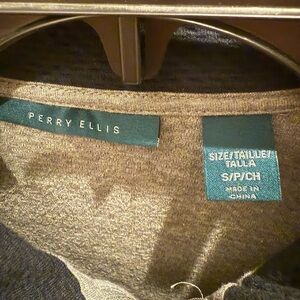 PERRY ELLIS
SIZE/TAILLE/
TALLA
S/P/CH
MADE IN
CHINA